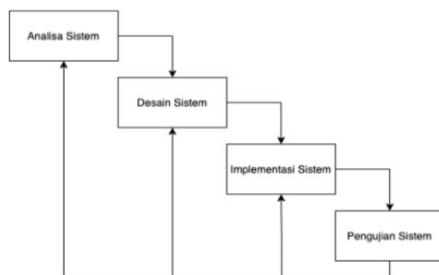 Analisa Sistem
Desain Sistem
Implementasi Sistem
Pengujian Sistem